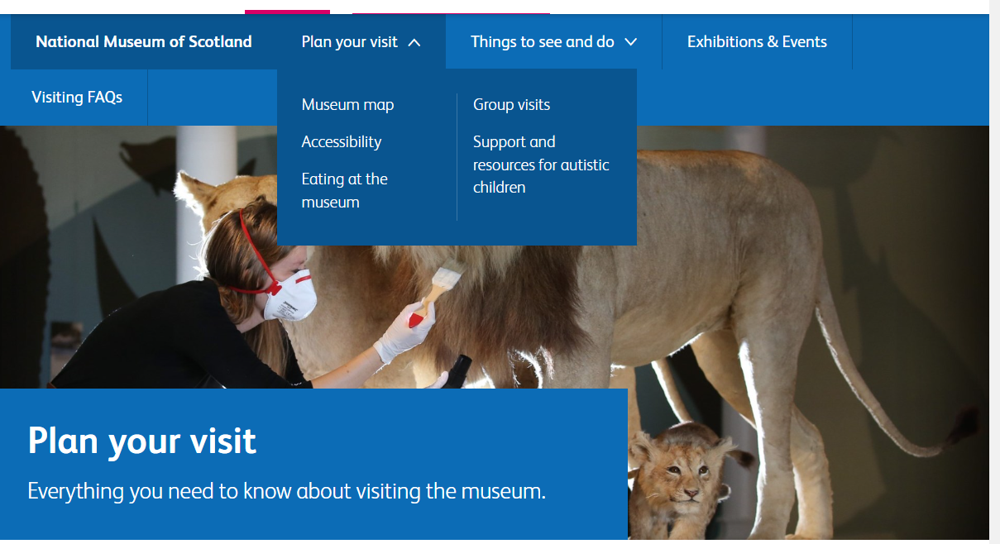 National Museum of Scotland
Plan your visit
Things to see and do
Exhibitions & Events
Visiting FAQs
Museum map
Accessibility
Eating at the
museum
Group visits
Support and
resources for autistic
children
Plan your visit
Everything you need to know about visiting the museum.